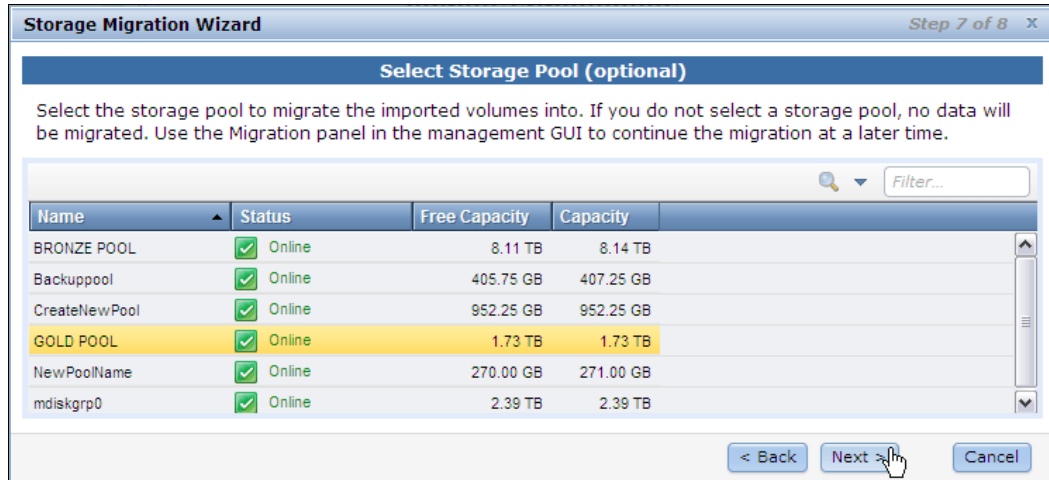 Storage Migration Wizard Step 7 of 8 x
Select Storage Pool (optional)
Select the storage pool to migrate the imported volumes into. If you do not select a storage pool, no data will
be migrated. Use the Migration panel in the management GUI to continue the migration at a later time.
Filter...
Name Status Free Capacity Capacity
BRONZE POOL Online 8.11 TB 8.14 TB
Backuppool Online 405.75 GB 407.25 GB
CreateNewPool Online 952.25 GB 952.25 GB
GOLD POOL Online 1.73 TB 1.73 TB
NewPoolName Online 270.00 GB 271.00 GB
mdiskgrp0 Online 2.39 TB 2.39 TB
< Back Next > Cancel